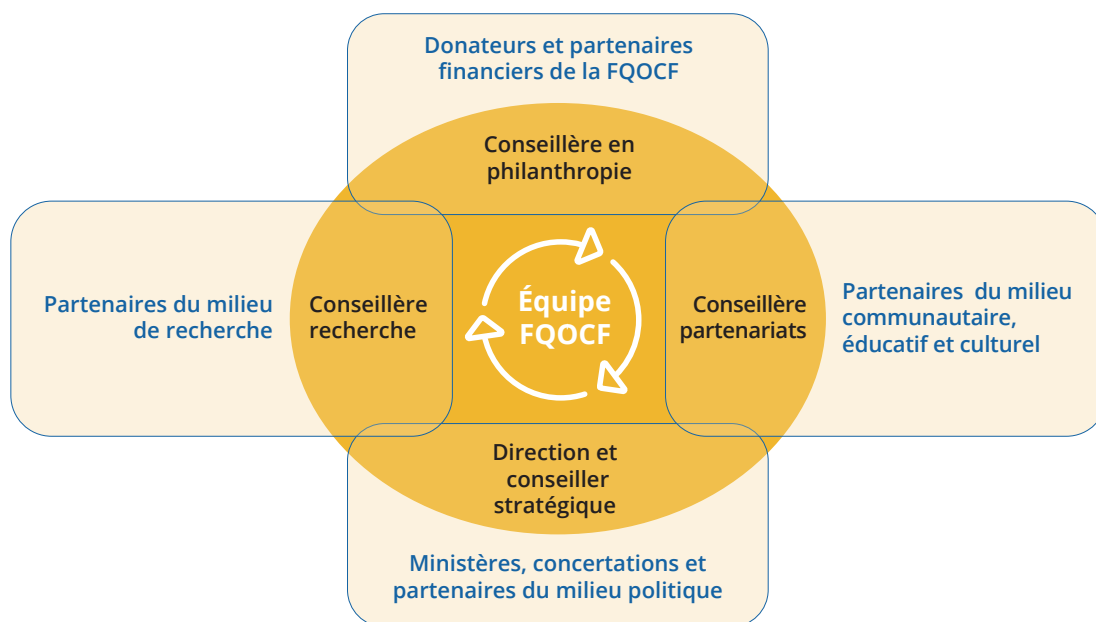 Donateurs et partenaires
financiers de la FQOCF
Conseillère en
philanthropie
Partenaires du milieu
de recherche
Conseillère
recherche
Équipe
FQOCF
Conseillère
partenariats
Partenaires du milieu
communautaire,
éducatif et culturel
Direction et
conseiller
stratégique
Ministères, concertations et
partenaires du milieu politique